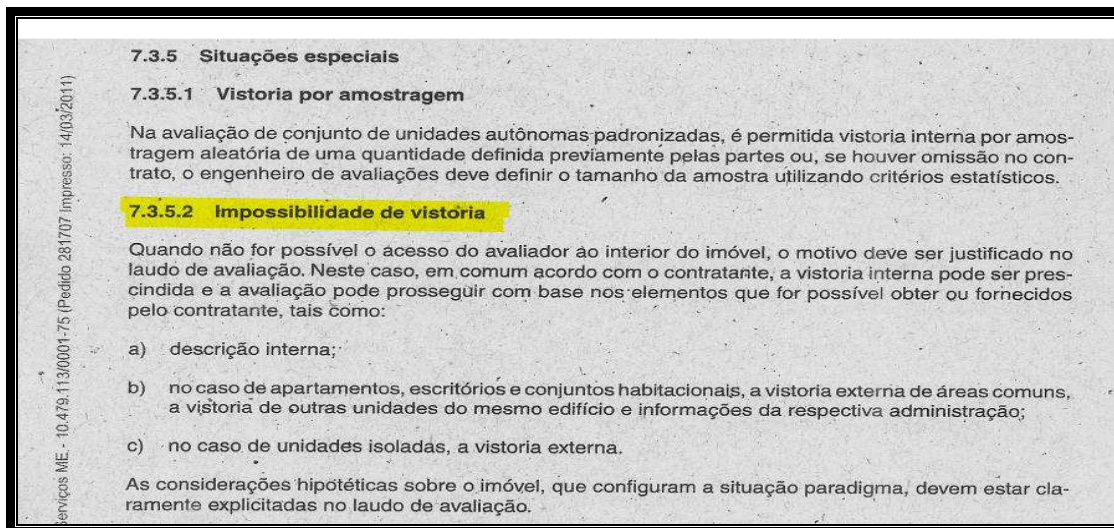 7.3.5 Situações especiais
7.3.5.1 Vistoria por amostragem
Na avaliação de conjunto de unidades autônomas padronizadas, é permitida vistoria interna por amos-
tragem aleatória de uma quantidade definida previamente pelas partes ou, se houver omissão no con-
trato, o engenheiro de avaliações deve definir o tamanho da amostra utilizando critérios estatísticos.
7.3.5.2 Impossibilidade de vistoria
Quando não for possível o acesso do avaliador ao interior do imóvel, o motivo deve ser justificado no
laudo de avaliação. Neste caso, em comum acordo com o contratante, a vistoria interna pode ser pres-
cindida e a avaliação pode prosseguir com base nos elementos que for possível obter ou fornecidos
pelo contratante, tais como:
a) descrição interna;
b) no caso de apartamentos, escritórios e conjuntos habitacionais, a vistoria externa de áreas comuns,
a vistoria de outras unidades do mesmo edifício e informações da respectiva administração;
c) no caso de unidades isoladas, a vistoria externa.
As considerações hipotéticas sobre o imóvel, que configuram a situação paradigma, devem estar cla-
ramente explicitadas no laudo de avaliação.
Serviços ME. - 10.479.113/0001-75 (Pedido 281707 Impresso: 14/03/2011)